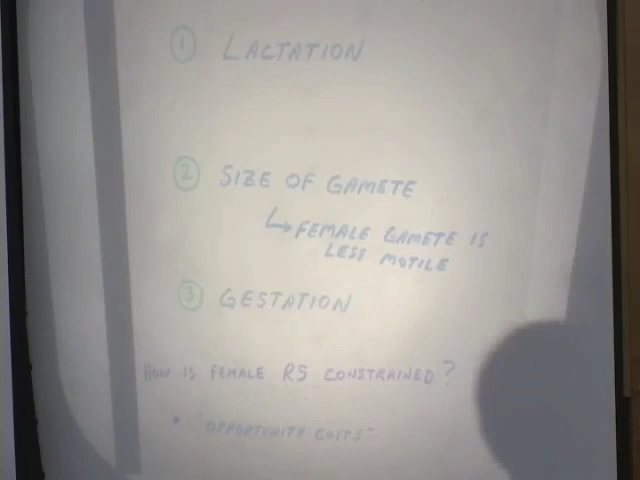 ① LACTATION
② SIZE OF GAMETE
↳ FEMALE GAMETE IS
LESS MOTILE
③ GESTATION
HOW IS FEMALE RS CONSTRAINED?
• "OPPORTUNITY COSTS"